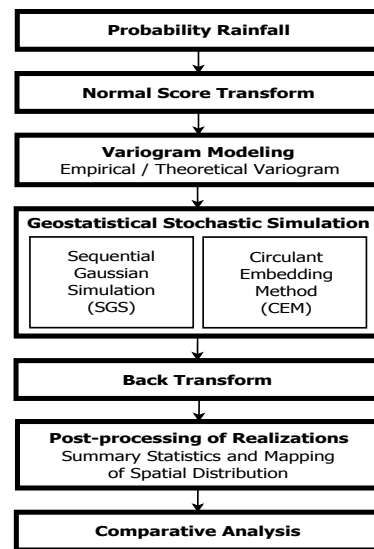 Probability Rainfall
Normal Score Transform
Variogram Modeling
Empirical / Theoretical Variogram
Geostatistical Stochastic Simulation
Sequential
Gaussian
Simulation
(SGS)
Circulant
Embedding
Method
(CEM)
Back Transform
Post-processing of Realizations
Summary Statistics and Mapping
of Spatial Distribution
Comparative Analysis